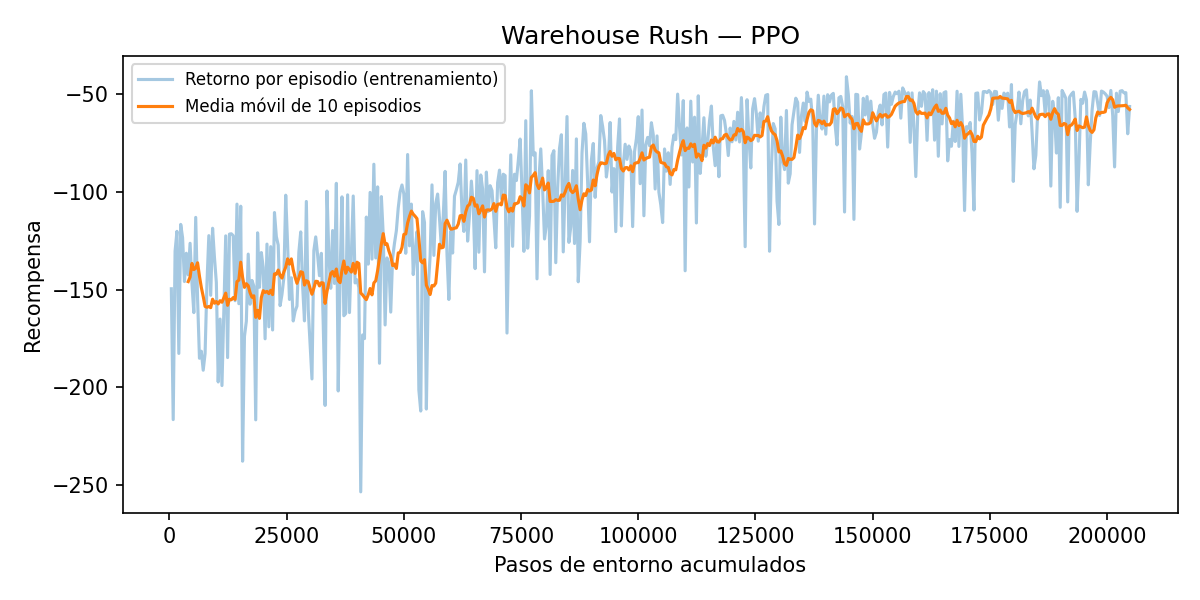 Warehouse Rush — PPO
Retorno por episodio (entrenamiento)
Media móvil de 10 episodios
Recompensa
−50
−100
−150
−200
−250
0 25000 50000 75000 100000 125000 150000 175000 200000
Pasos de entorno acumulados